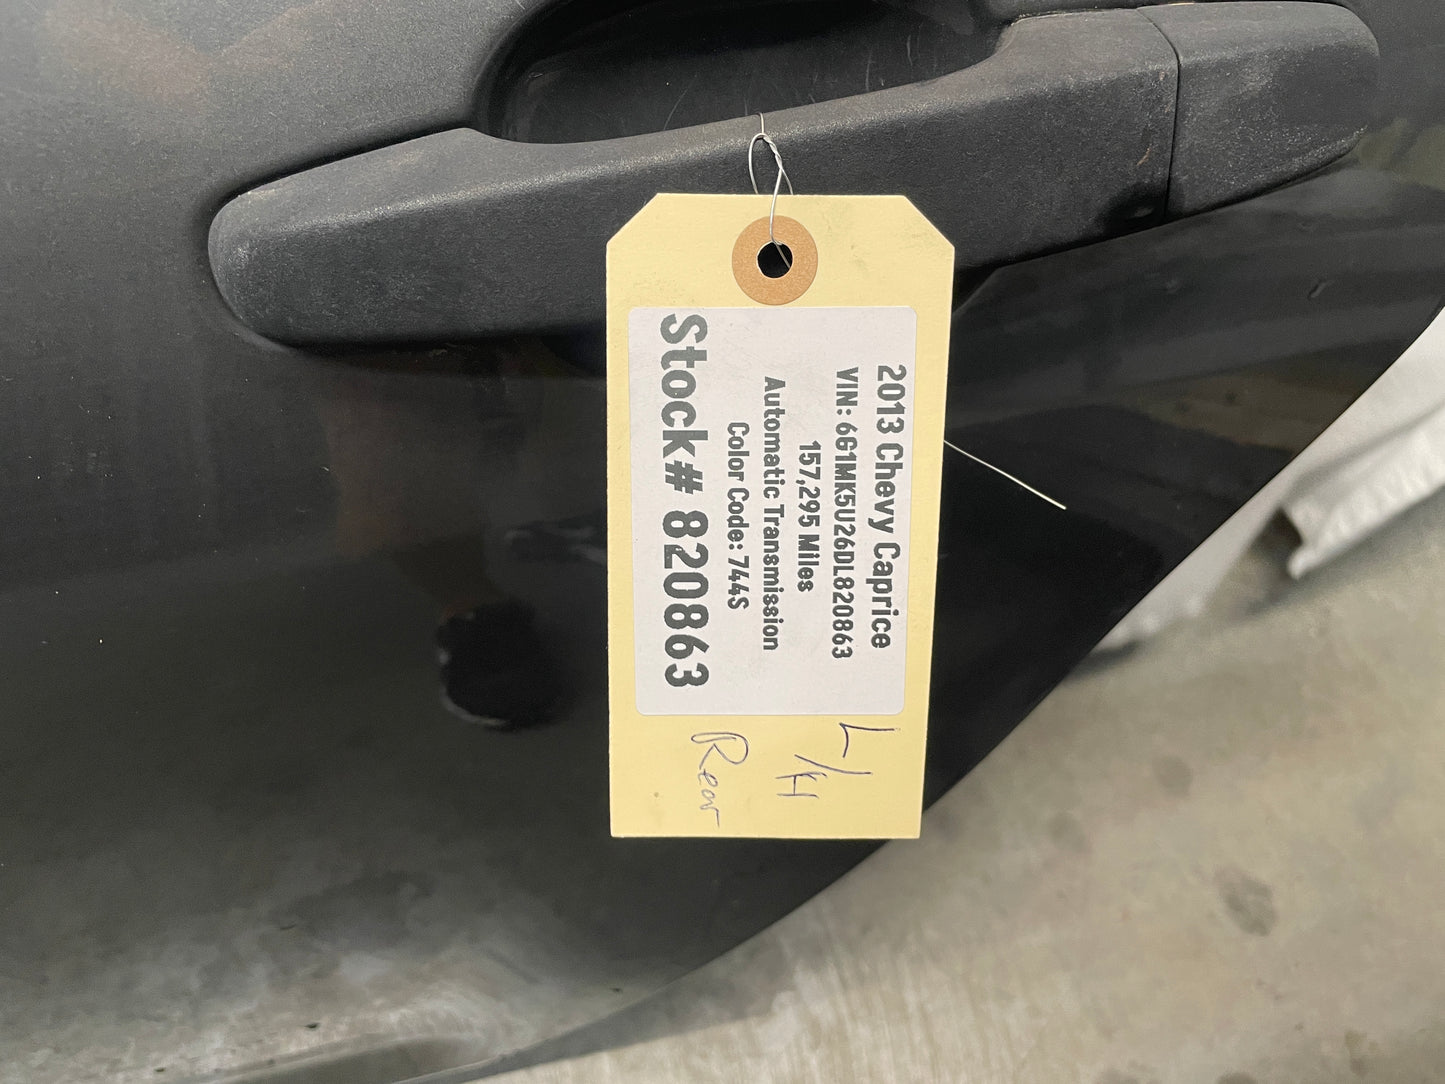 2013 Chevy Caprice
VIN: 6G1MK5U26DL820863
157,295 Miles
Automatic Transmission
Color Code: 744S
Stock# 820863
L/H
Rear